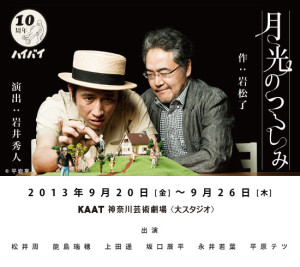 10
周年
ハイバイ
月光のつゝしみ
作：岩松了
演出：岩井秀人
2013年9月20日[金]〜9月26日[木]
KAAT 神奈川芸術劇場〈大スタジオ〉
出演
松井周 能島瑞穂 上田遥 坂口辰平 永井若葉 平原テツ